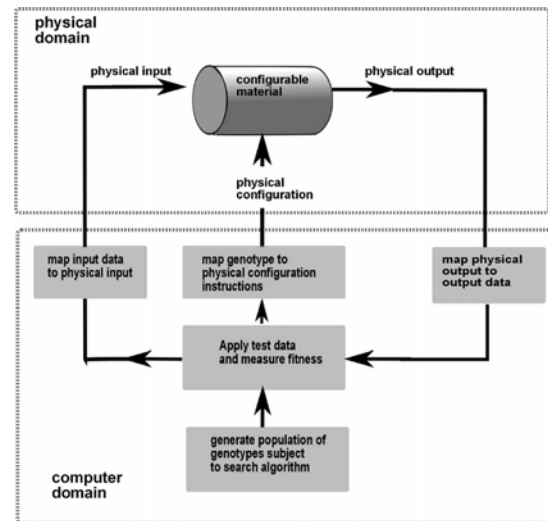 physical
domain
physical input
configurable
material
physical output
physical
configuration
map input data
to physical input
map genotype to
physical configuration
instructions
map physical
output to
output data
Apply test data
and measure fitness
generate population of
genotypes subject
to search algorithm
computer
domain